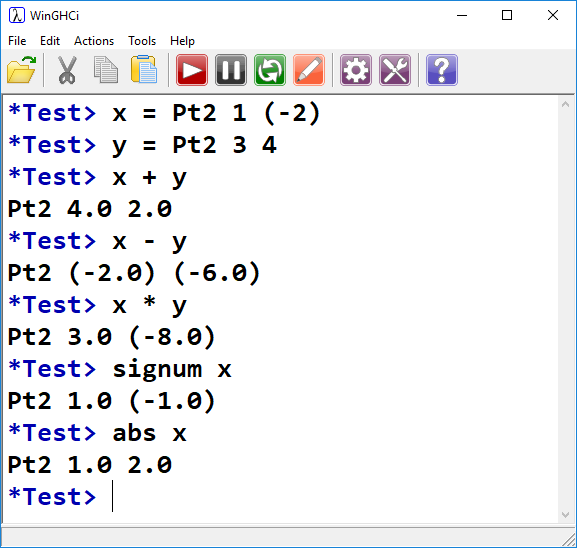 WinGHCi
File Edit Actions Tools Help
*Test> x = Pt2 1 (-2)
*Test> y = Pt2 3 4
*Test> x + y
Pt2 4.0 2.0
*Test> x - y
Pt2 (-2.0) (-6.0)
*Test> x * y
Pt2 3.0 (-8.0)
*Test> signum x
Pt2 1.0 (-1.0)
*Test> abs x
Pt2 1.0 2.0
*Test>